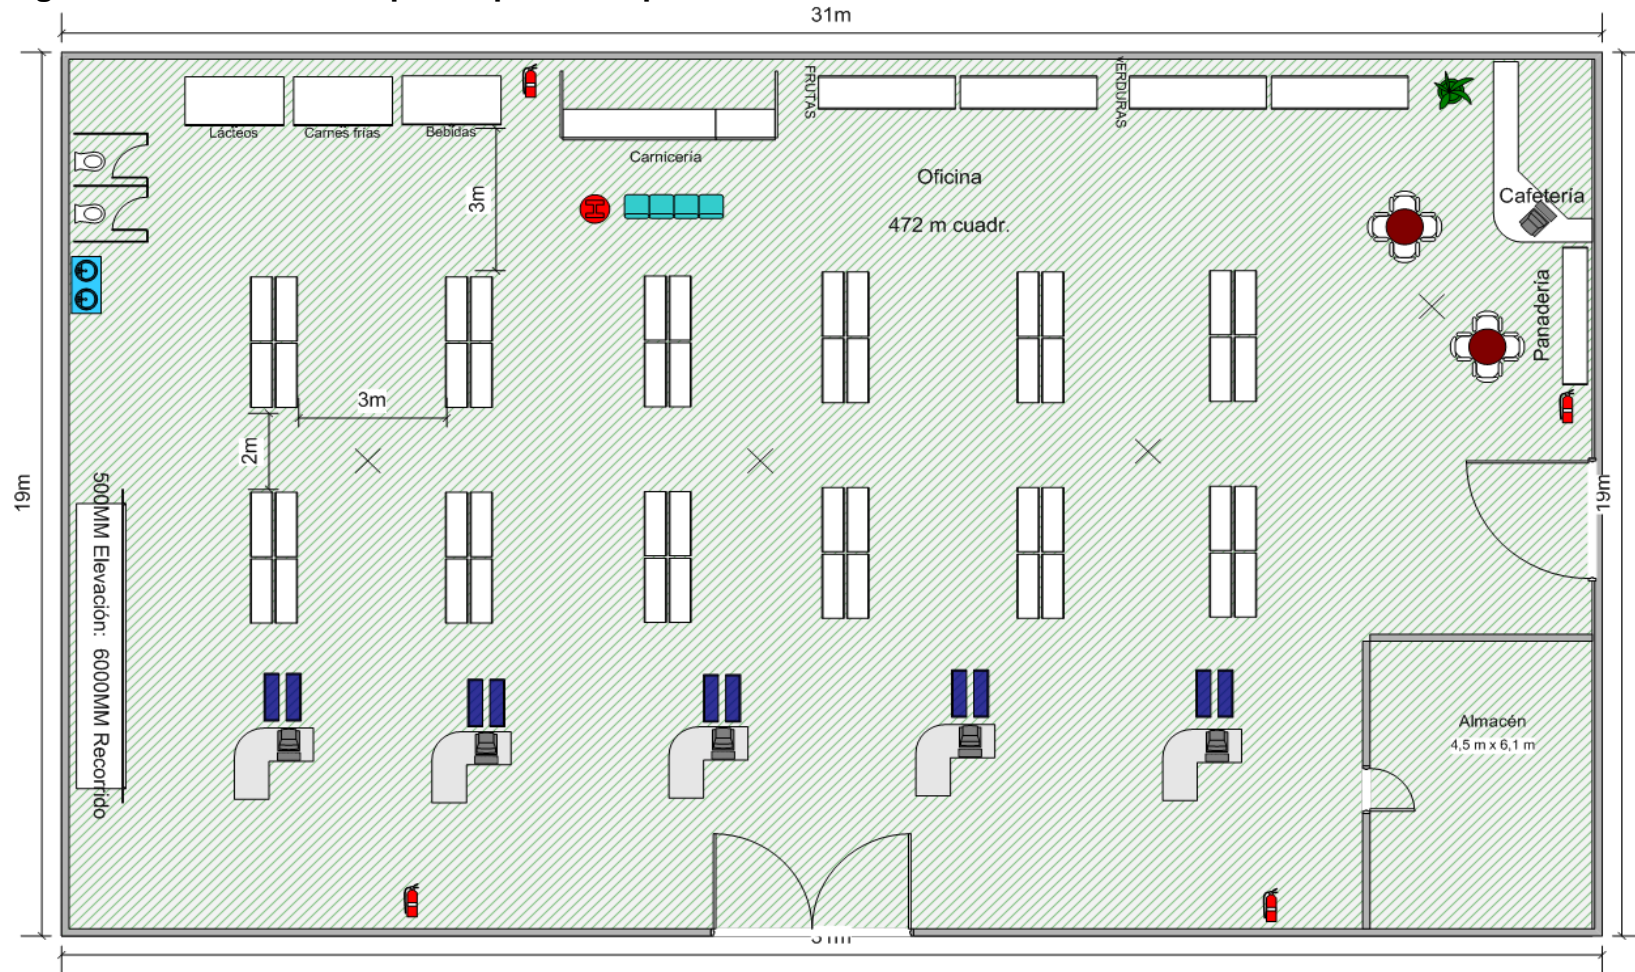 31m
Lácteos
Carnes frías
Bebidas
Carnicería
FRUTAS
VERDURAS
Oficina
472 m cuadr.
Cafetería
Panadería
3m
3m
2m
19m
19m
500MM Elevación: 6000MM Recorrido
Almacén
4,5 m x 6,1 m
31m